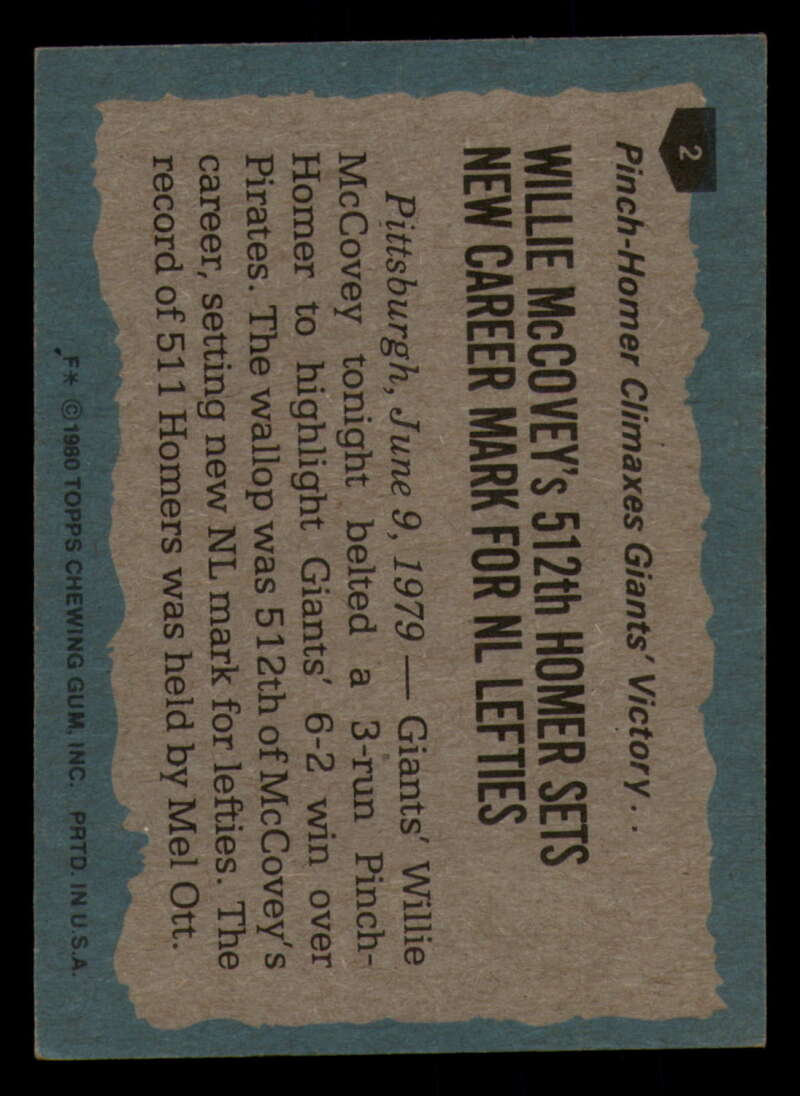 2
Pinch-Homer Climaxes Giants' Victory . .
WILLIE McCOVEY's 512th HOMER SETS
NEW CAREER MARK FOR NL LEFTIES
Pittsburgh, June 9, 1979 — Giants' Willie
McCovey tonight belted a 3-run Pinch-
Homer to highlight Giants' 6-2 win over
Pirates. The wallop was 512th of McCovey's
career, setting new NL mark for lefties. The
record of 511 Homers was held by Mel Ott.
F* ©1980 TOPPS CHEWING GUM, INC. PRTD. IN U.S.A.